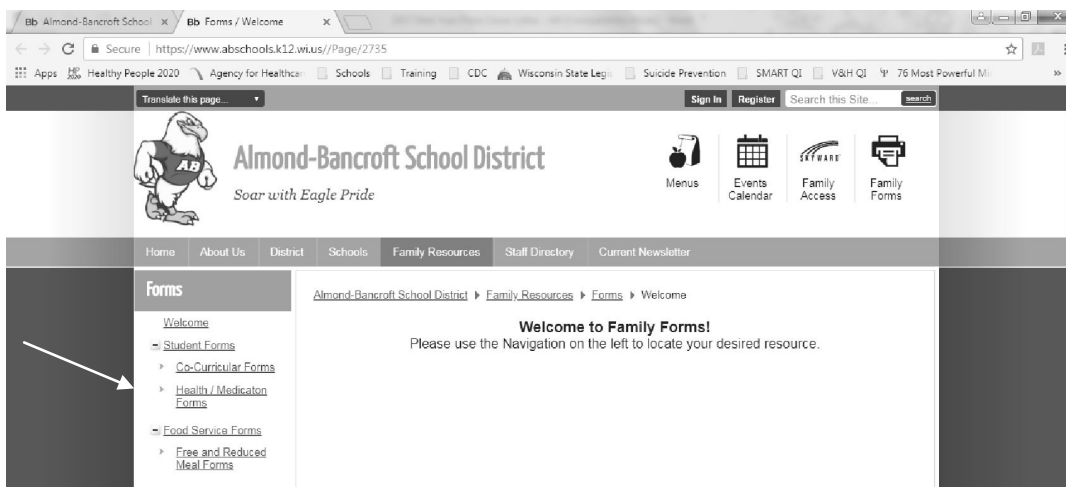 Bb Almond-Bancroft School
Bb Forms / Welcome
Secure | https://www.abschools.k12.wi.us//Page/2735
Apps Healthy People 2020 Agency for Healthcar Schools Training CDC Wisconsin State Legis Suicide Prevention SMART QI V&H QI 76 Most Powerful Mi »
Translate this page... Sign In Register Search this Site... search
AB
Almond-Bancroft School District
Soar with Eagle Pride
Menus
Events Calendar
SKYWARD
Family Access
Family Forms
Home About Us District Schools Family Resources Staff Directory Current Newsletter
Forms
Almond-Bancroft School District Family Resources Forms Welcome
Welcome to Family Forms!
Please use the Navigation on the left to locate your desired resource.
Welcome
Student Forms
Co-Curricular Forms
Health / Medicaton
Forms
Food Service Forms
Free and Reduced
Meal Forms